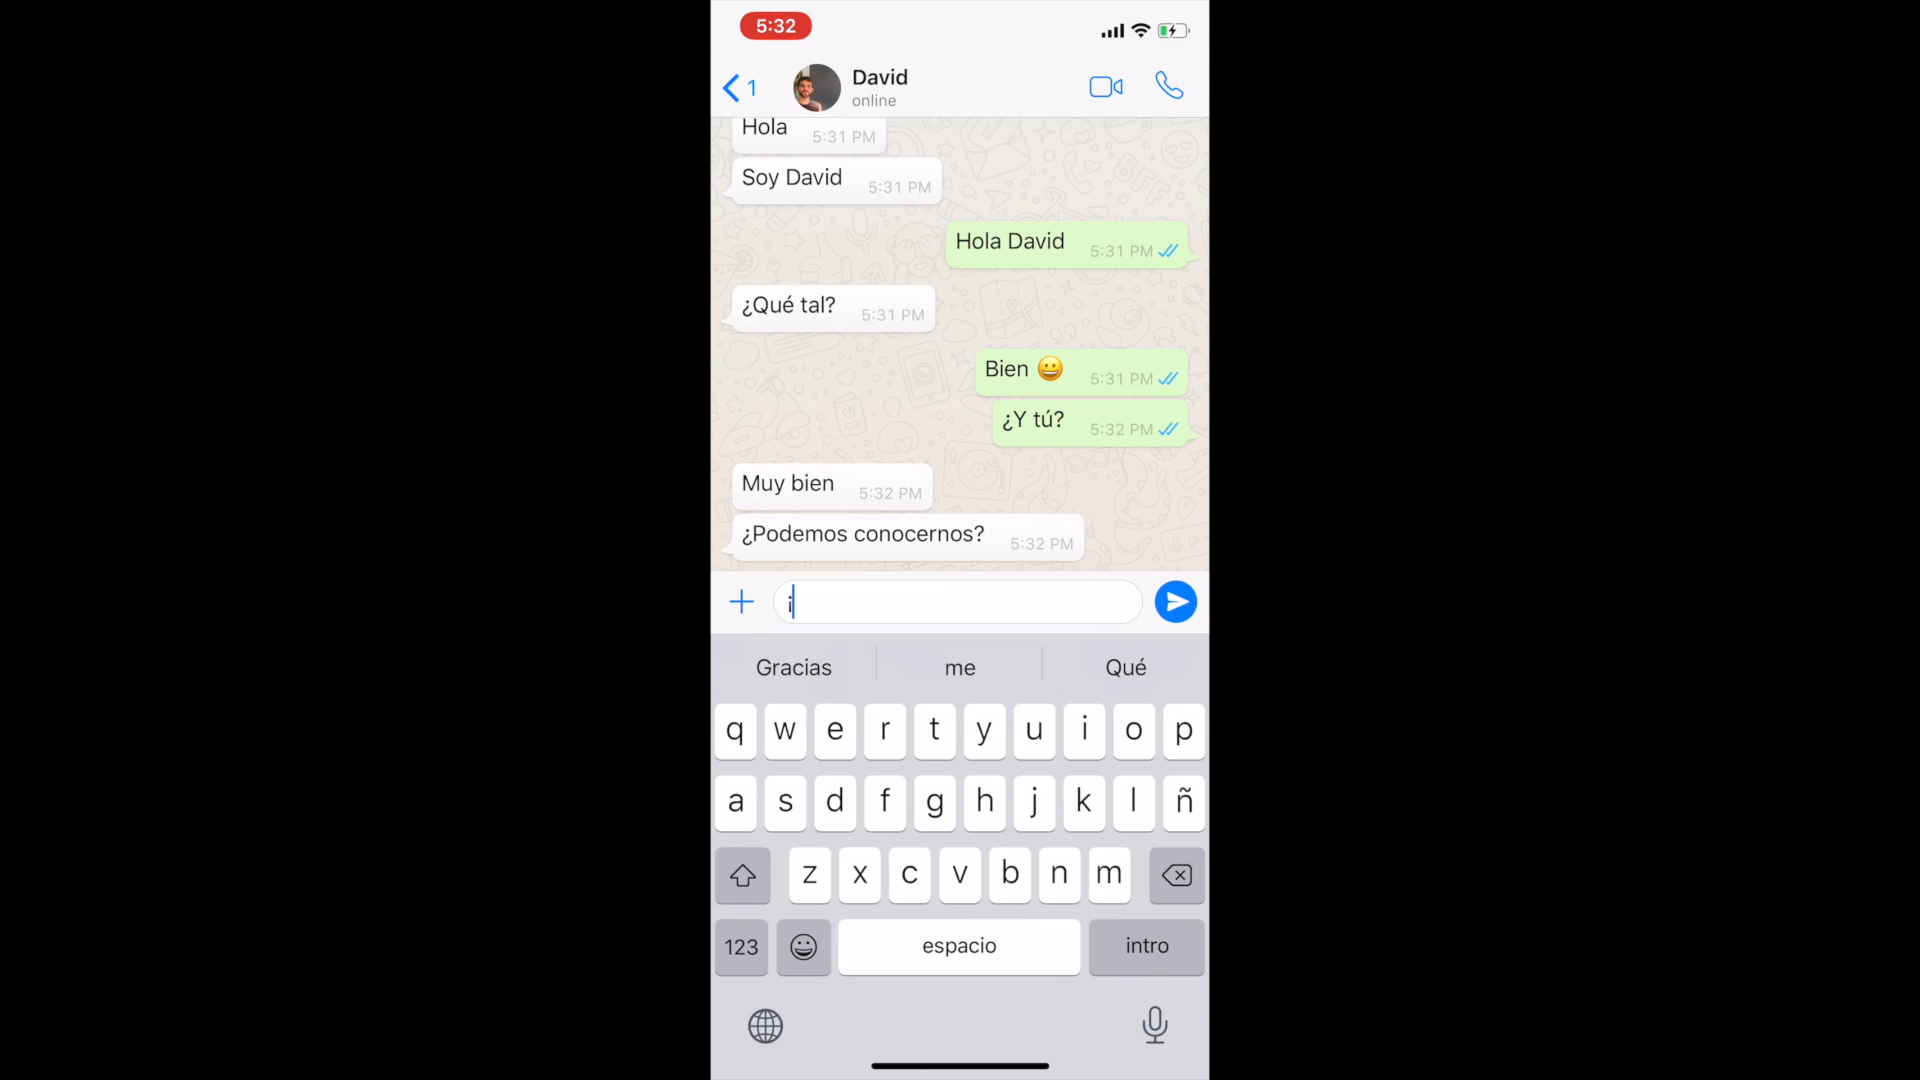 5:32
1
David
online
Hola 5:31 PM
Soy David 5:31 PM
Hola David 5:31 PM
¿Qué tal? 5:31 PM
Bien 😀 5:31 PM
¿Y tú? 5:32 PM
Muy bien 5:32 PM
¿Podemos conocernos? 5:32 PM
¡
Gracias me Qué
q w e r t y u i o p
a s d f g h j k l ñ
z x c v b n m
123 espacio intro